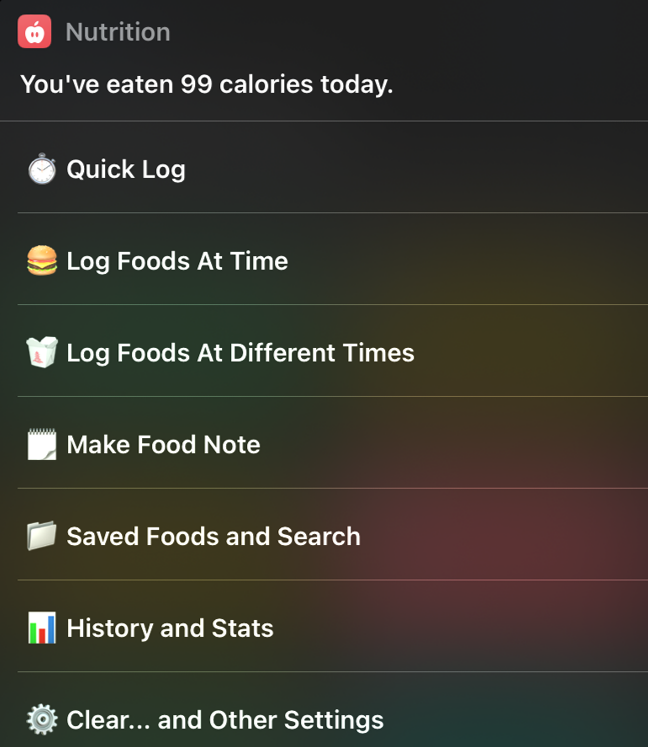 Nutrition
You've eaten 99 calories today.
Quick Log
Log Foods At Time
Log Foods At Different Times
Make Food Note
Saved Foods and Search
History and Stats
Clear... and Other Settings